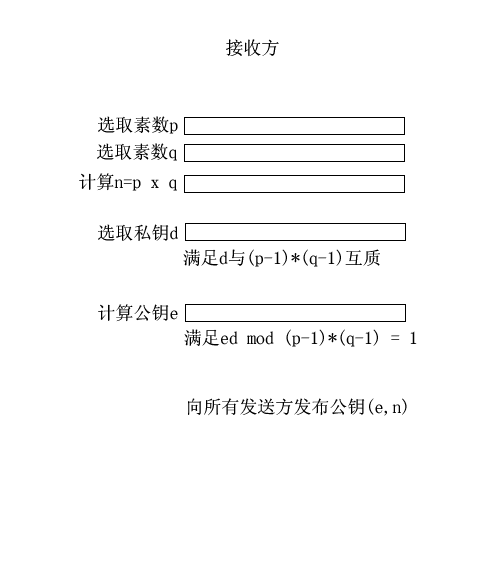 接收方
选取素数p
选取素数q
计算n=p x q
选取私钥d
满足d与(p-1)*(q-1)互质
计算公钥e
满足ed mod (p-1)*(q-1) = 1
向所有发送方发布公钥(e,n)